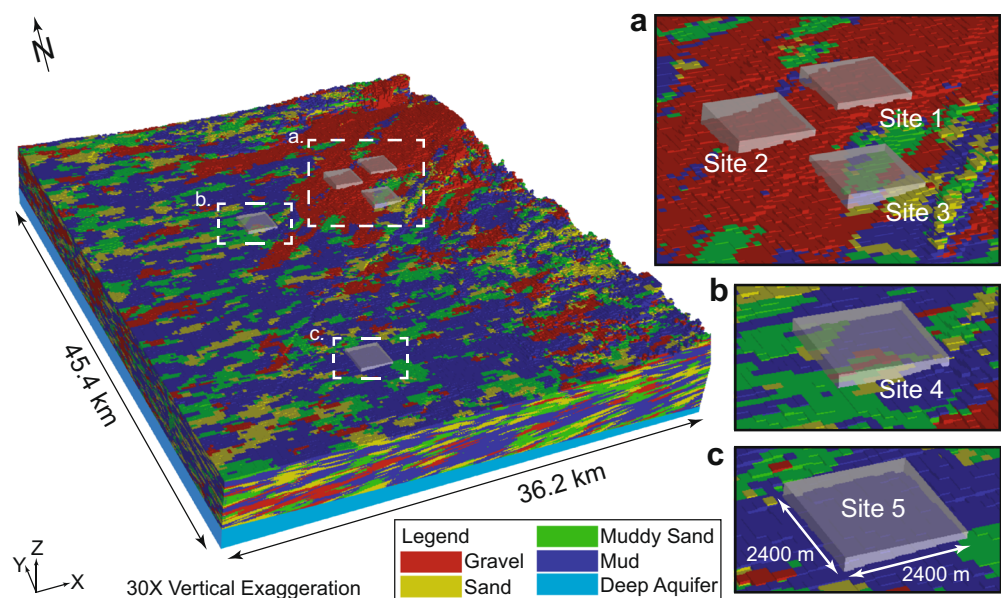 N
a.
b.
c.
45.4 km
36.2 km
Z
Y
X
30X Vertical Exaggeration
Legend
Gravel
Sand
Muddy Sand
Mud
Deep Aquifer
a
Site 1
Site 2
Site 3
b
Site 4
c
Site 5
2400 m
2400 m